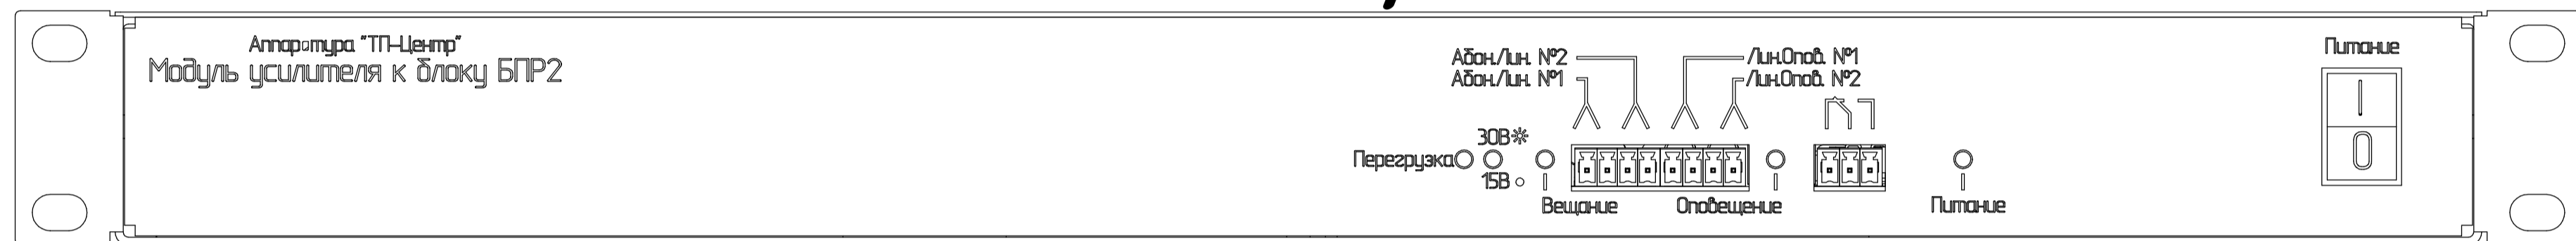 Аппаратура "ТП-Центр"
Модуль усилителя к блоку БПР2
Абон.Лин. №2
Абон.Лин. №1
Лин.Опов. №1
Лин.Опов. №2
30В
Перегрузка
15В
Вещание
Оповещение
Питание
Питание
I
0